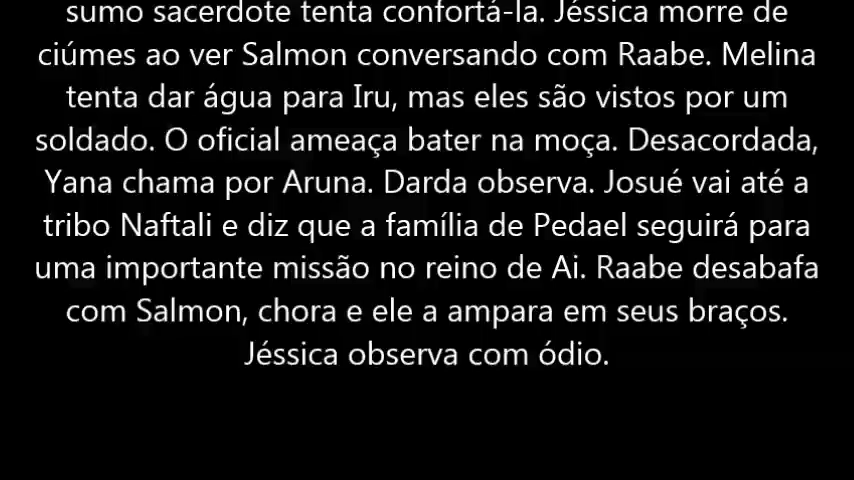 sumo sacerdote tenta confortá-la. Jéssica morre de
ciúmes ao ver Salmon conversando com Raabe. Melina
tenta dar água para Iru, mas eles são vistos por um
soldado. O oficial ameaça bater na moça. Desacordada,
Yana chama por Aruna. Darda observa. Josué vai até a
tribo Naftali e diz que a família de Pedael seguirá para
uma importante missão no reino de Ai. Raabe desabafa
com Salmon, chora e ele a ampara em seus braços.
Jéssica observa com ódio.